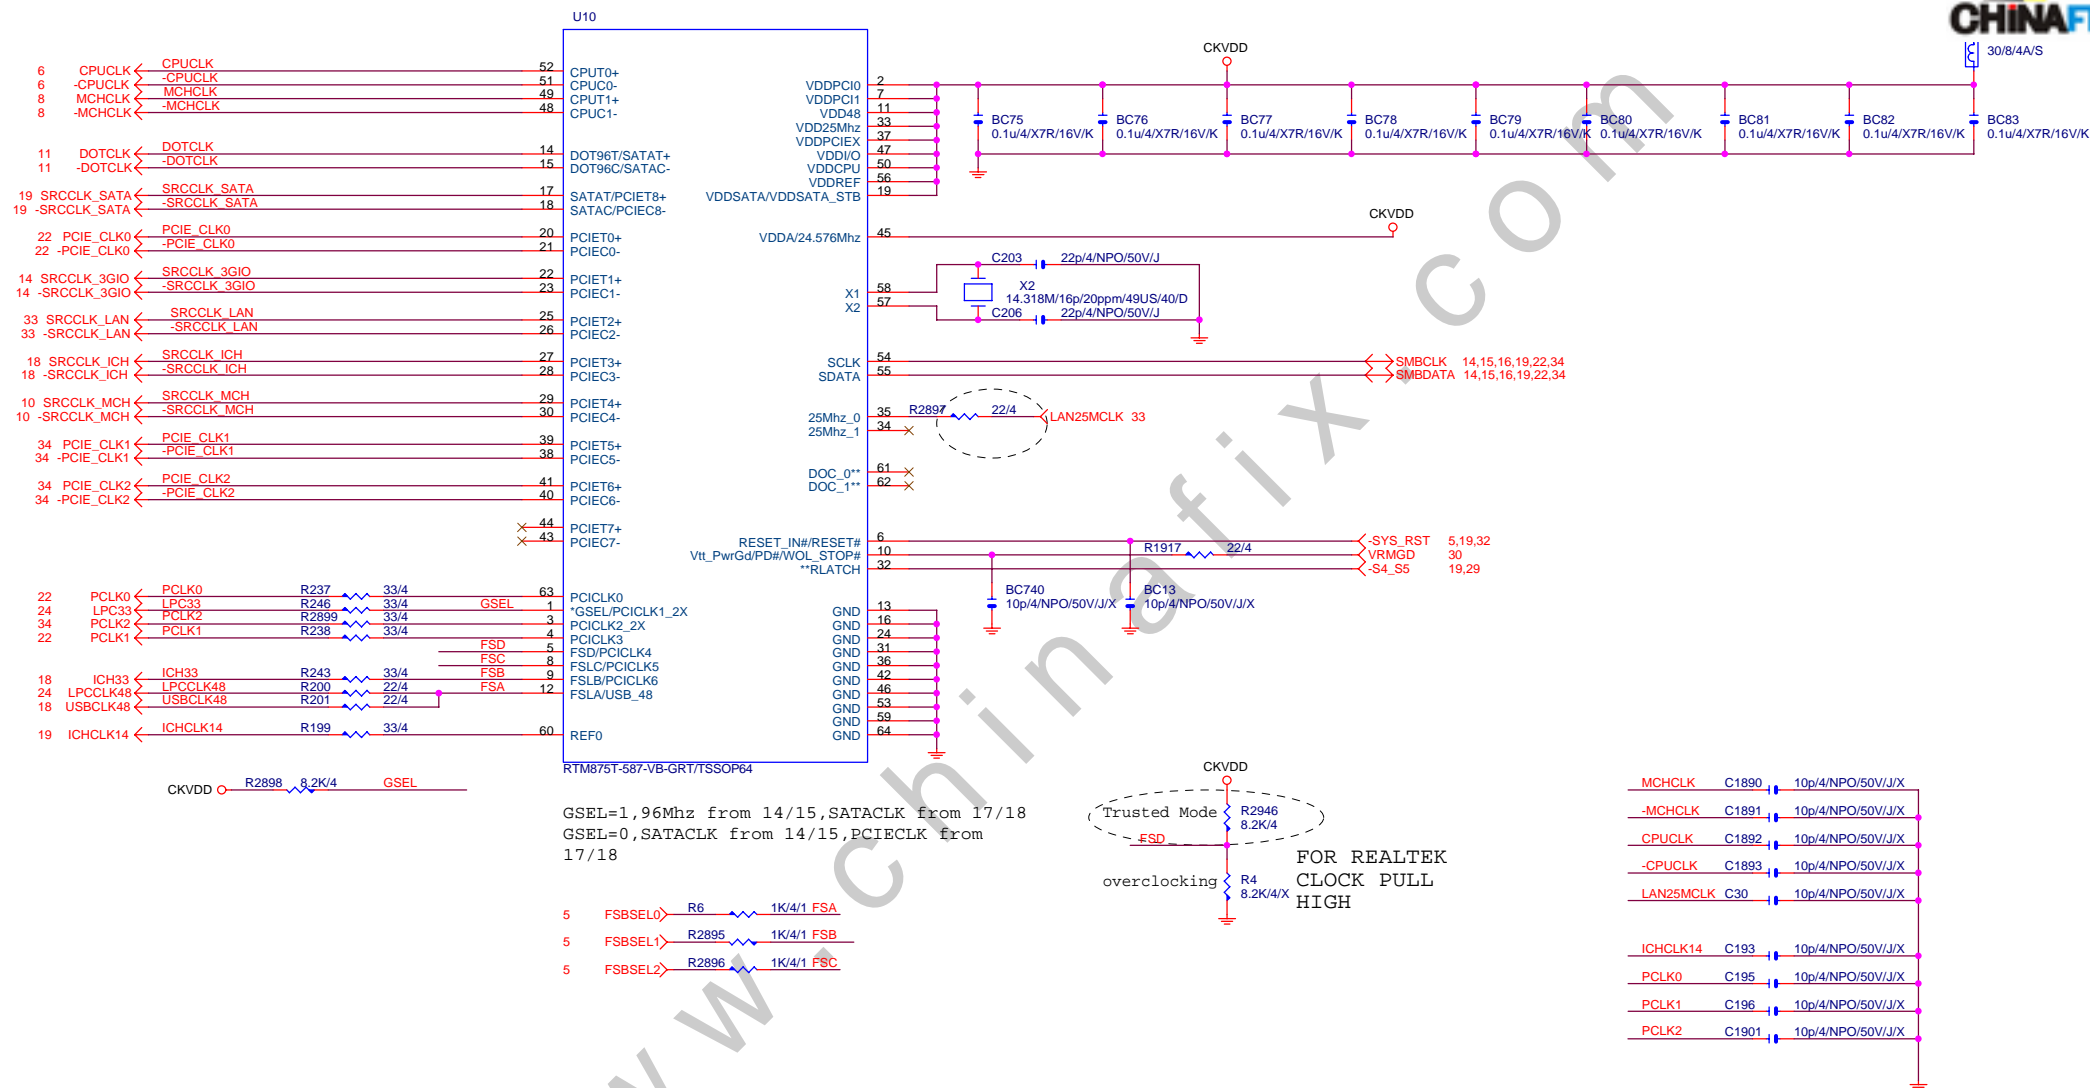 CHiNAF
30/8/4A/S
U10
6 CPUCLK CPUCLK 52 CPUT0+
6 -CPUCLK -CPUCLK 51 CPUC0-
8 MCHCLK MCHCLK 49 CPUT1+
8 -MCHCLK -MCHCLK 48 CPUC1-
11 DOTCLK DOTCLK 14 DOT96T/SATAT+
11 -DOTCLK -DOTCLK 15 DOT96C/SATAC-
19 SRCCLK_SATA SRCCLK_SATA 17 SATAT/PCIET8+
19 -SRCCLK_SATA -SRCCLK_SATA 18 SATAC/PCIEC8-
22 PCIE_CLK0 PCIE_CLK0 20 PCIET0+
22 -PCIE_CLK0 -PCIE_CLK0 21 PCIEC0-
14 SRCCLK_3GIO SRCCLK_3GIO 22 PCIET1+
14 -SRCCLK_3GIO -SRCCLK_3GIO 23 PCIEC1-
33 SRCCLK_LAN SRCCLK_LAN 25 PCIET2+
33 -SRCCLK_LAN -SRCCLK_LAN 26 PCIEC2-
18 SRCCLK_ICH SRCCLK_ICH 27 PCIET3+
18 -SRCCLK_ICH -SRCCLK_ICH 28 PCIEC3-
10 SRCCLK_MCH SRCCLK_MCH 29 PCIET4+
10 -SRCCLK_MCH -SRCCLK_MCH 30 PCIEC4-
34 PCIE_CLK1 PCIE_CLK1 39 PCIET5+
34 -PCIE_CLK1 -PCIE_CLK1 38 PCIEC5-
34 PCIE_CLK2 PCIE_CLK2 41 PCIET6+
34 -PCIE_CLK2 -PCIE_CLK2 40 PCIEC6-
44 PCIET7+
43 PCIEC7-
22 PCLK0 PCLK0 R237 33/4 63 PCICLK0
24 LPC33 LPC33 R246 33/4 GSEL 1 *GSEL/PCICLK1_2X
34 PCLK2 PCLK2 R2899 33/4 3 PCICLK2_2X
22 PCLK1 PCLK1 R238 33/4 4 PCICLK3
FSD 5 FSD/PCICLK4
FSC 8 FSLC/PCICLK5
18 ICH33 ICH33 R243 33/4 FSB 9 FSLB/PCICLK6
24 LPCCLK48 LPCCLK48 R200 22/4 FSA 12 FSLA/USB_48
18 USBCLK48 USBCLK48 R201 22/4
19 ICHCLK14 ICHCLK14 R199 33/4 60 REF0
CKVDD R2898 8.2K/4 GSEL
VDDPCI0 2
VDDPCI1 7
VDD48 11
VDD25Mhz 33
VDDPCIEX 37
VDDI/O 47
VDDCPU 50
VDDREF 56
VDDSATA/VDDSATA_STB 19
CKVDD
BC75 0.1u/4/X7R/16V/K
BC76 0.1u/4/X7R/16V/K
BC77 0.1u/4/X7R/16V/K
BC78 0.1u/4/X7R/16V/K
BC79 0.1u/4/X7R/16V/K
BC80 0.1u/4/X7R/16V/K
BC81 0.1u/4/X7R/16V/K
BC82 0.1u/4/X7R/16V/K
BC83 0.1u/4/X7R/16V/K
CKVDD
VDDA/24.576Mhz 45
C203 22p/4/NPO/50V/J
X1 58
X2
14.318M/16p/20ppm/49US/40/D
X2 57
C206 22p/4/NPO/50V/J
SCLK 54 SMBCLK 14,15,16,19,22,34
SDATA 55 SMBDATA 14,15,16,19,22,34
25Mhz_0 35 R2897 22/4 LAN25MCLK 33
25Mhz_1 34
DOC_0** 61
DOC_1** 62
RESET_IN#/RESET# 6 -SYS_RST 5,19,32
Vtt_PwrGd/PD#/WOL_STOP# 10 R1917 22/4 VRMGD 30
**RLATCH 32 -S4_S5 19,29
BC740 10p/4/NPO/50V/J/X
BC13 10p/4/NPO/50V/J/X
GND 13
GND 16
GND 24
GND 31
GND 36
GND 42
GND 46
GND 53
GND 59
GND 64
RTM875T-587-VB-GRT/TSSOP64
GSEL=1,96Mhz from 14/15,SATACLK from 17/18
GSEL=0,SATACLK from 14/15,PCIECLK from
17/18
5 FSBSEL0 R6 1K/4/1 FSA
5 FSBSEL1 R2895 1K/4/1 FSB
5 FSBSEL2 R2896 1K/4/1 FSC
CKVDD
Trusted Mode R2946
8.2K/4
FSD
overclocking R4
8.2K/4/X
FOR REALTEK
CLOCK PULL
HIGH
MCHCLK C1890 10p/4/NPO/50V/J/X
-MCHCLK C1891 10p/4/NPO/50V/J/X
CPUCLK C1892 10p/4/NPO/50V/J/X
-CPUCLK C1893 10p/4/NPO/50V/J/X
LAN25MCLK C30 10p/4/NPO/50V/J/X
ICHCLK14 C193 10p/4/NPO/50V/J/X
PCLK0 C195 10p/4/NPO/50V/J/X
PCLK1 C196 10p/4/NPO/50V/J/X
PCLK2 C1901 10p/4/NPO/50V/J/X
w w . c h i n a f i x . c o m